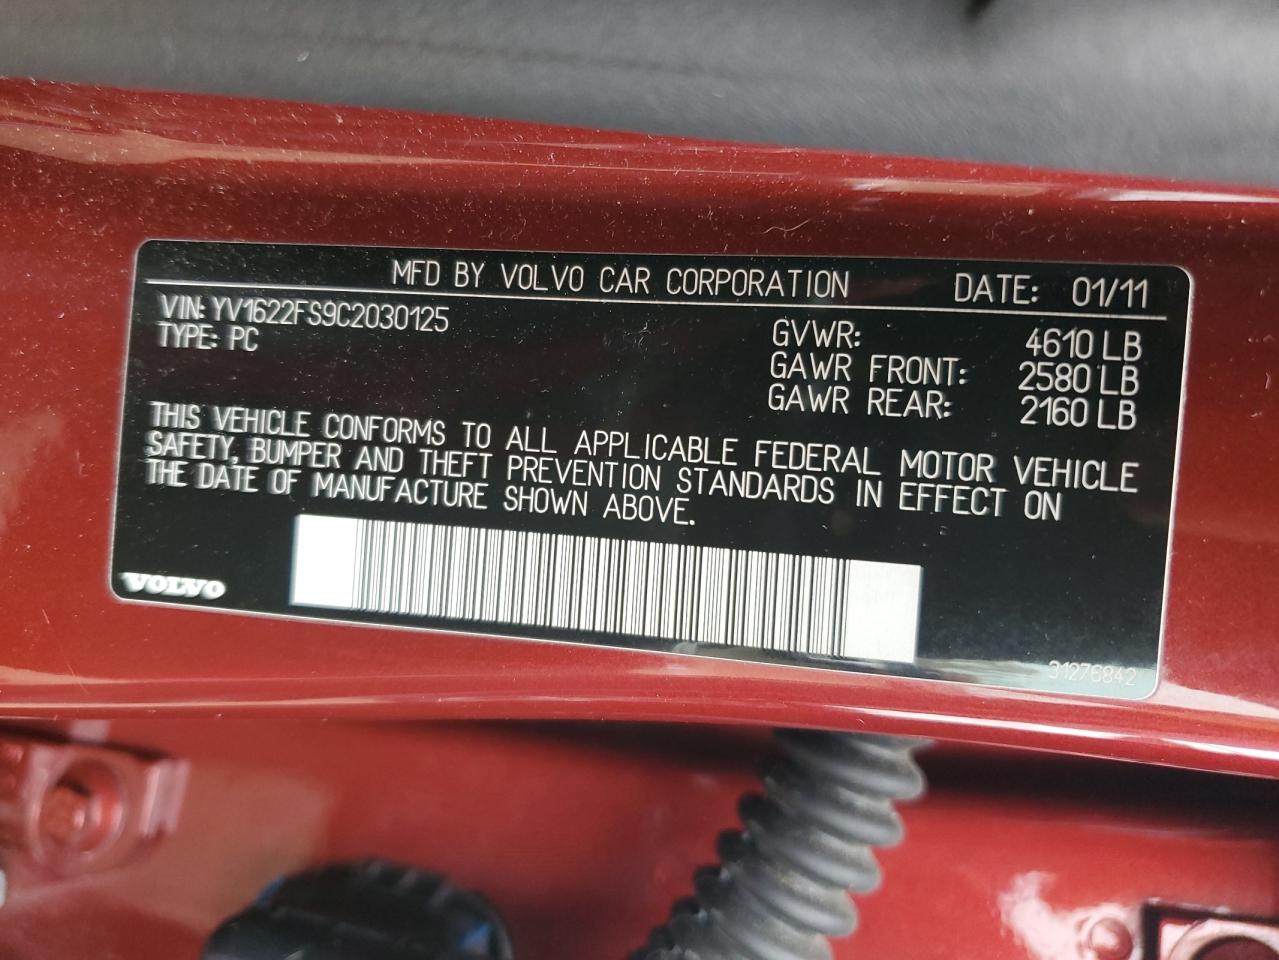 MFD BY VOLVO CAR CORPORATION DATE: 01/11
VIN: YV1622FS9C2030125
TYPE: PC
GVWR: 4610 LB
GAWR FRONT: 2580 LB
GAWR REAR: 2160 LB
THIS VEHICLE CONFORMS TO ALL APPLICABLE FEDERAL MOTOR VEHICLE
SAFETY, BUMPER AND THEFT PREVENTION STANDARDS IN EFFECT ON
THE DATE OF MANUFACTURE SHOWN ABOVE.
VOLVO
31276842